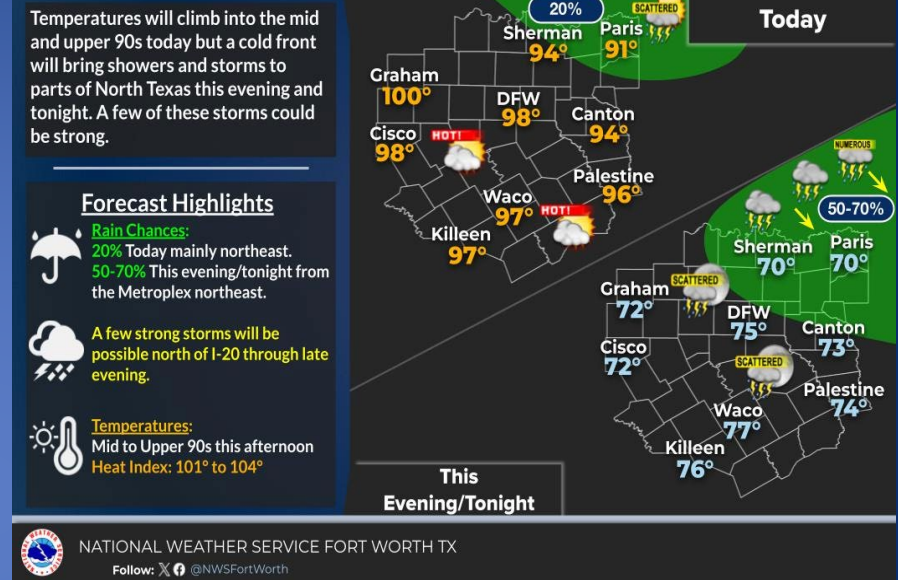 Temperatures will climb into the mid
and upper 90s today but a cold front
will bring showers and storms to
parts of North Texas this evening and
tonight. A few of these storms could
be strong.
Forecast Highlights
Rain Chances:
20% Today mainly northeast.
50-70% This evening/tonight from
the Metroplex northeast.
A few strong storms will be
possible north of I-20 through late
evening.
Temperatures:
Mid to Upper 90s this afternoon
Heat Index: 101° to 104°
Today
20%
SCATTERED
Sherman
94°
Paris
91°
Graham
100°
DFW
98°
Canton
94°
Cisco
98°
HOT!
Palestine
96°
Waco
97°
HOT!
Killeen
97°
This
Evening/Tonight
NUMEROUS
50-70%
Sherman
70°
Paris
70°
Graham
72°
SCATTERED
DFW
75°
Canton
73°
Cisco
72°
SCATTERED
Palestine
74°
Waco
77°
Killeen
76°
NATIONAL WEATHER SERVICE
NATIONAL WEATHER SERVICE FORT WORTH TX
Follow: X f @NWSFortWorth